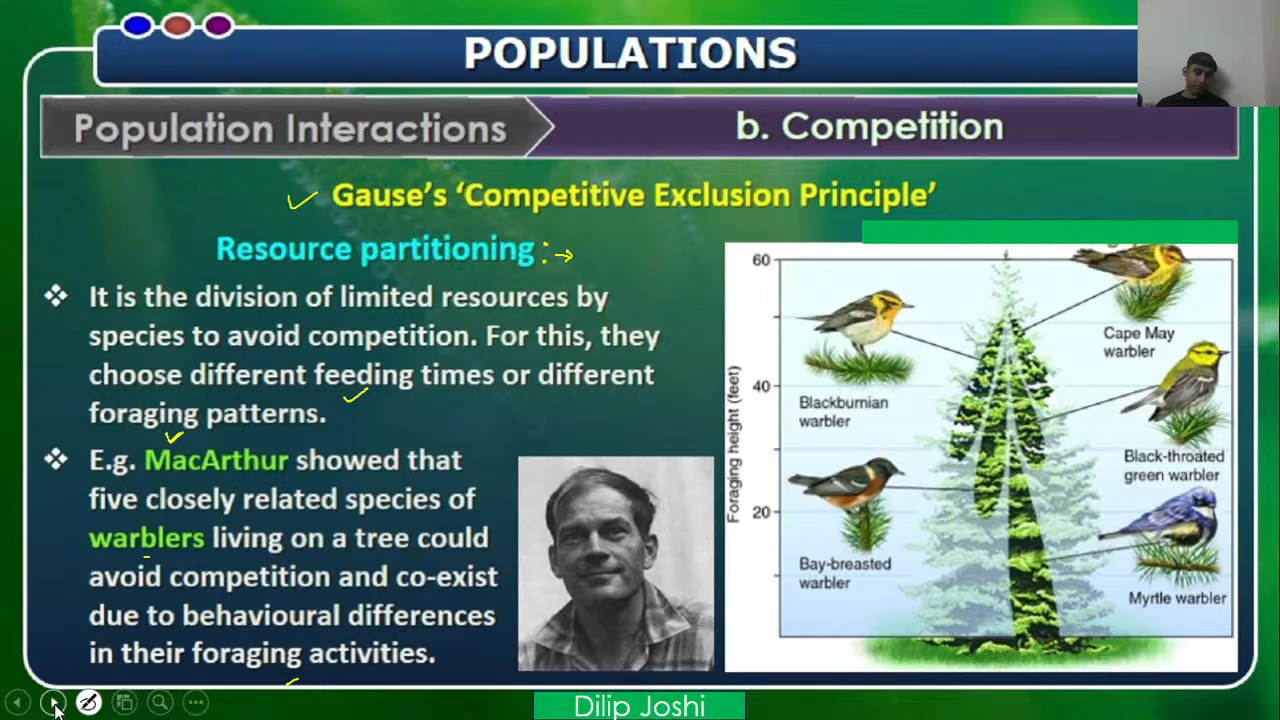 POPULATIONS
Population Interactions
b. Competition
Gause's 'Competitive Exclusion Principle'
Resource partitioning :→
❖ It is the division of limited resources by
species to avoid competition. For this, they
choose different feeding times or different
foraging patterns.
❖ E.g. MacArthur showed that
five closely related species of
warblers living on a tree could
avoid competition and co-exist
due to behavioural differences
in their foraging activities.
Foraging height (feet)
60
40
20
Cape May
warbler
Blackburnian
warbler
Black-throated
green warbler
Bay-breasted
warbler
Myrtle warbler
Dilip Joshi